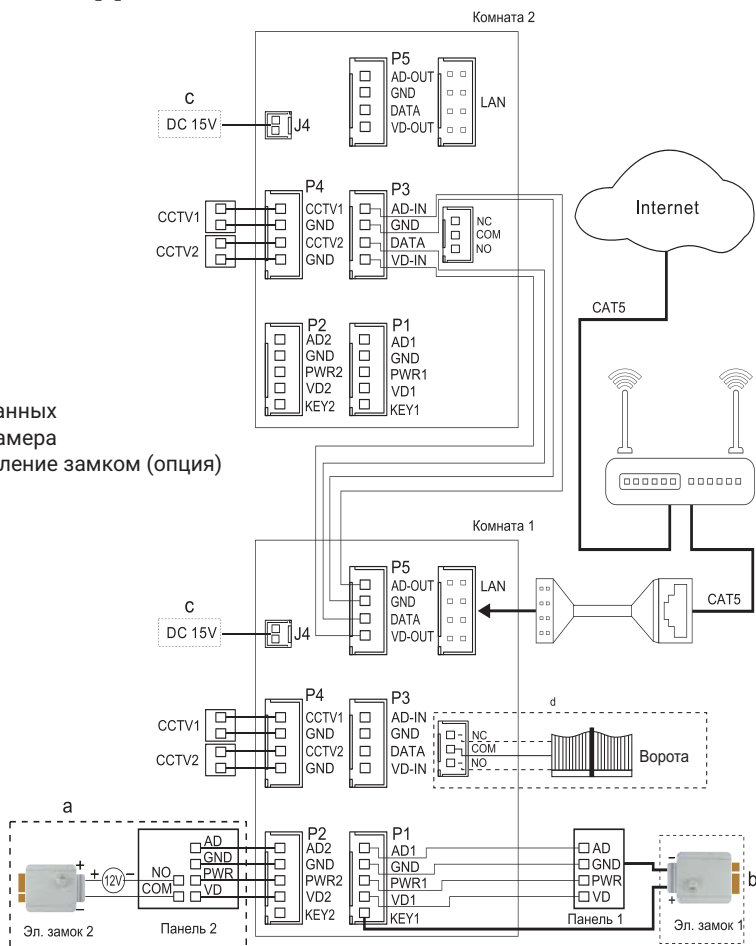 Комната 2
P5
AD-OUT
GND
DATA
VD-OUT
LAN
c
DC 15V
J4
P4
CCTV1
GND
CCTV2
GND
CCTV1
CCTV2
P3
AD-IN
GND
DATA
VD-IN
NC
COM
NO
Internet
CAT5
P2
AD2
GND
PWR2
VD2
KEY2
P1
AD1
GND
PWR1
VD1
KEY1
анных
амера
ление замком (опция)
Комната 1
P5
AD-OUT
GND
DATA
VD-OUT
LAN
CAT5
c
DC 15V
J4
P4
CCTV1
GND
CCTV2
GND
CCTV1
CCTV2
P3
AD-IN
GND
DATA
VD-IN
d
NC
COM
NO
Ворота
a
+
+ 12V −
−
NO
COM
AD
GND
PWR
VD
Эл. замок 2
Панель 2
P2
AD2
GND
PWR2
VD2
KEY2
P1
AD1
GND
PWR1
VD1
KEY1
AD
GND
PWR
VD
Панель 1
−
+
b
Эл. замок 1